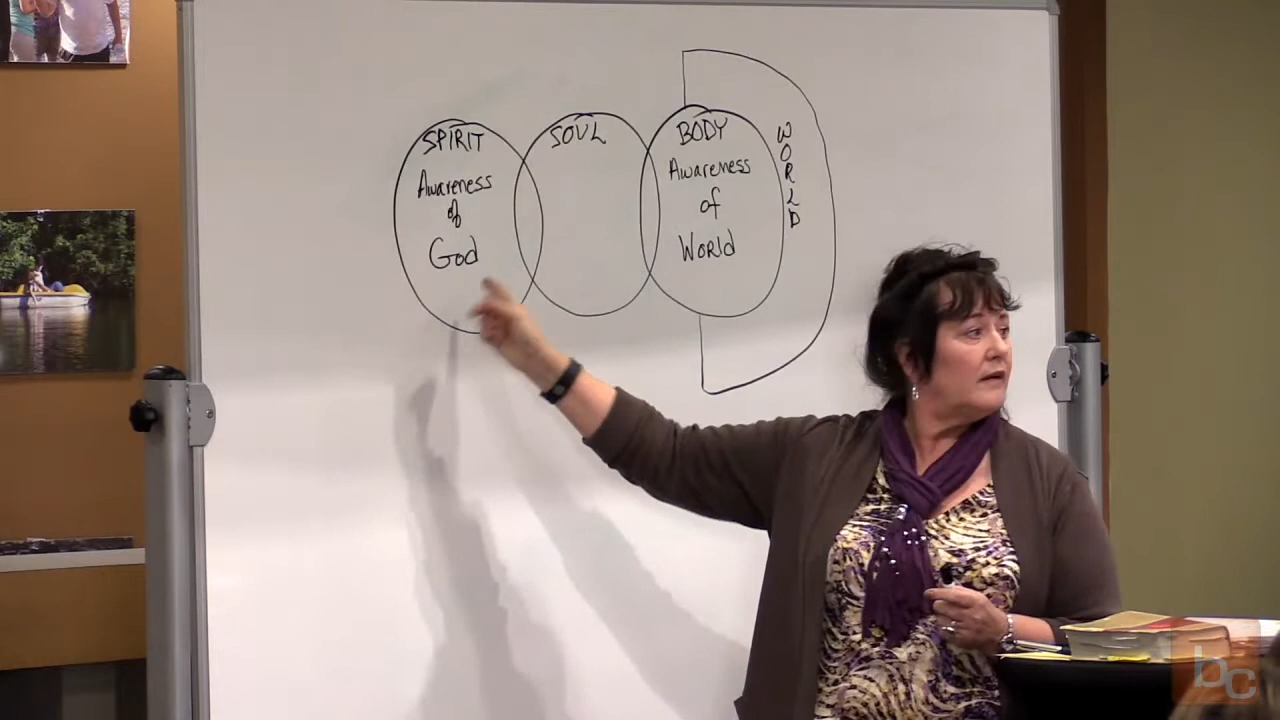 SPIRIT
Awareness
of
God
SOUL
BODY
Awareness
of
World
WORLD
bc